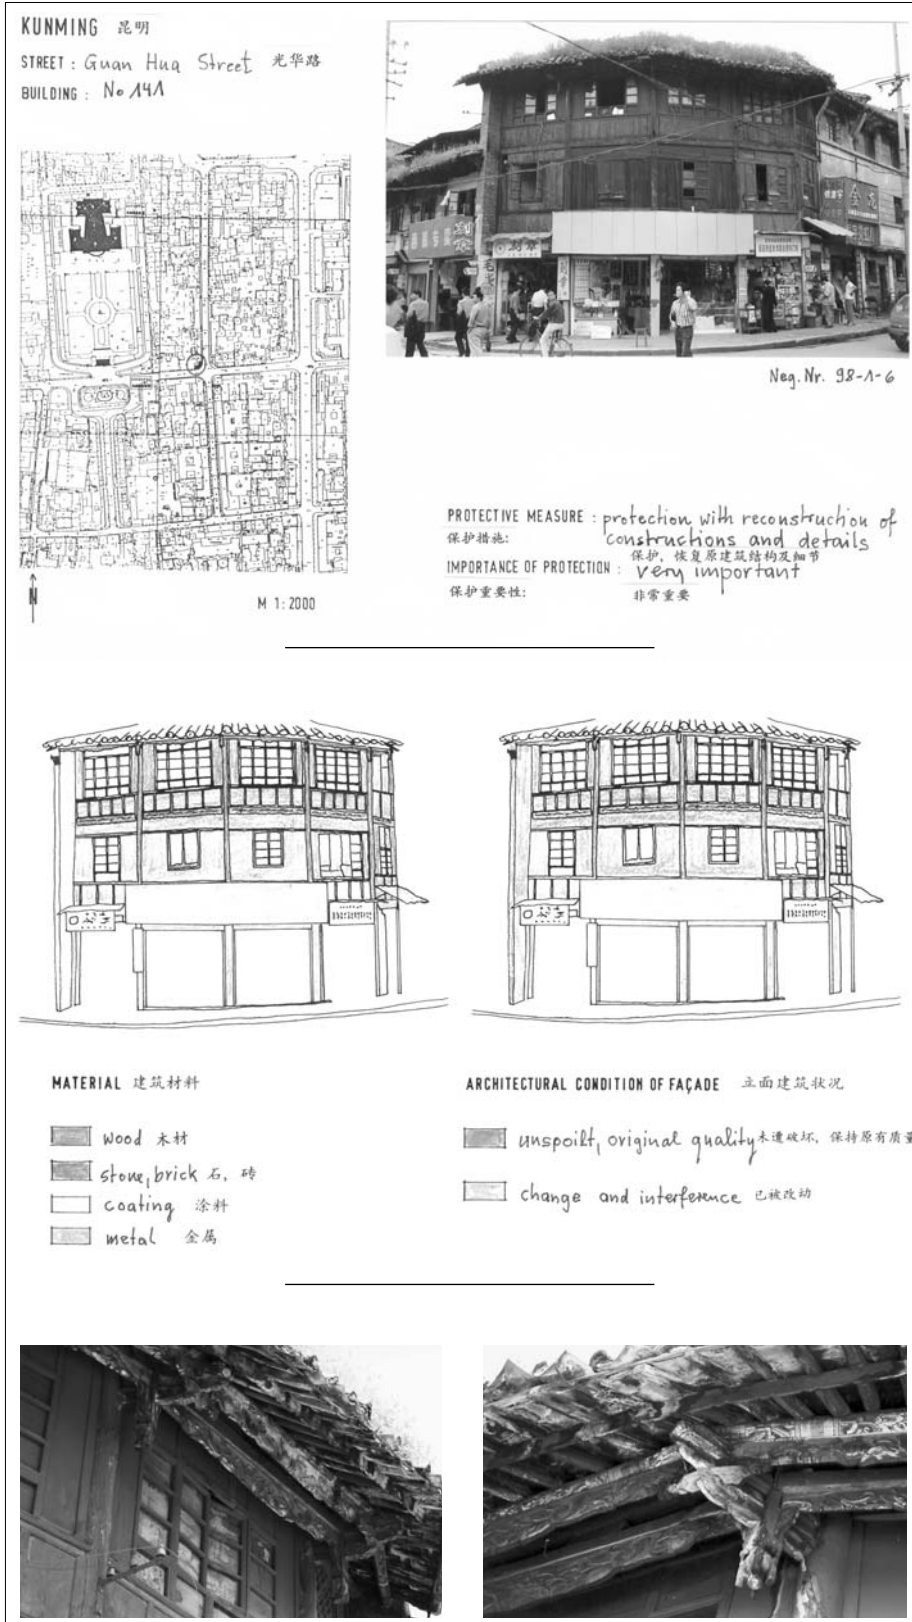 KUNMING 昆明
STREET : Guan Hua Street 光华路
BUILDING : No 141
Neg. Nr. 98-1-6
PROTECTIVE MEASURE : protection with reconstruction of
保护措施: constructions and details
保护，恢复原建筑结构及细节
IMPORTANCE OF PROTECTION : very important
保护重要性: 非常重要
N
M 1:2000
MATERIAL 建筑材料
wood 木材
stone, brick 石，砖
coating 涂料
metal 金属
ARCHITECTURAL CONDITION OF FAÇADE 立面建筑状况
unspoilt, original quality 未遭破坏，保持原有质量
change and interference 已被改动